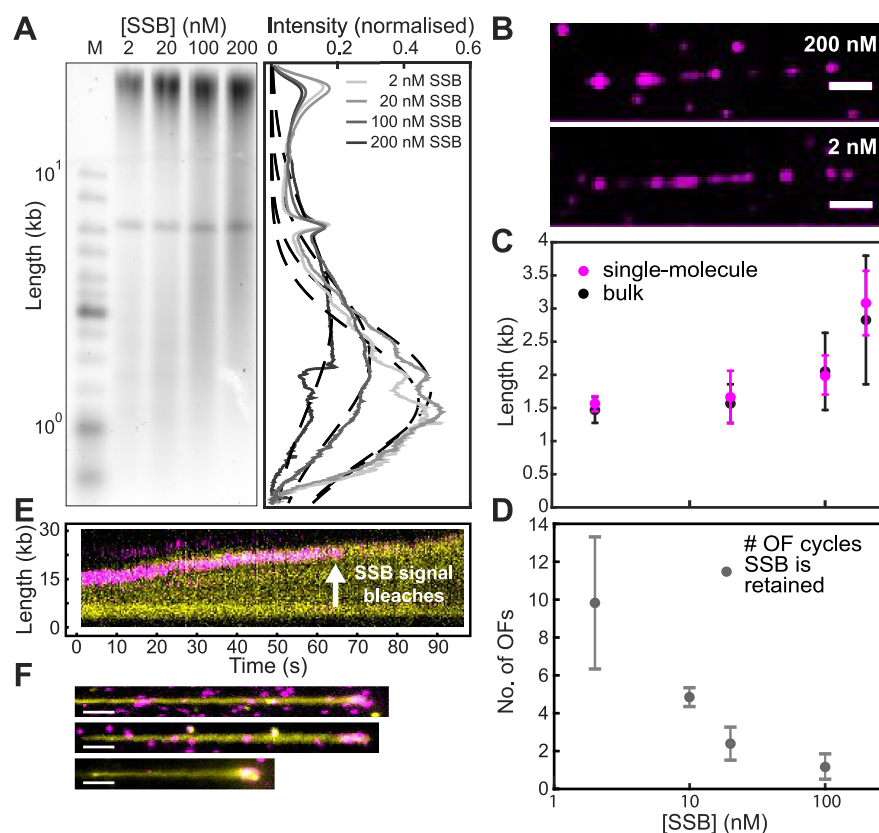 A
[SSB] (nM)
M 2 20 100 200
Length (kb)
10¹
10⁰
Intensity (normalised)
0 0.2 0.4 0.6
2 nM SSB
20 nM SSB
100 nM SSB
200 nM SSB
B
200 nM
2 nM
C
Length (kb)
4
3.5
3
2.5
2
1.5
1
0.5
0
single-molecule
bulk
D
No. of OFs
14
12
10
8
6
4
2
0
# OF cycles
SSB is
retained
1 10 100
[SSB] (nM)
E
Length (kb)
30
15
0
SSB signal
bleaches
0 10 20 30 40 50 60 70 80 90
Time (s)
F